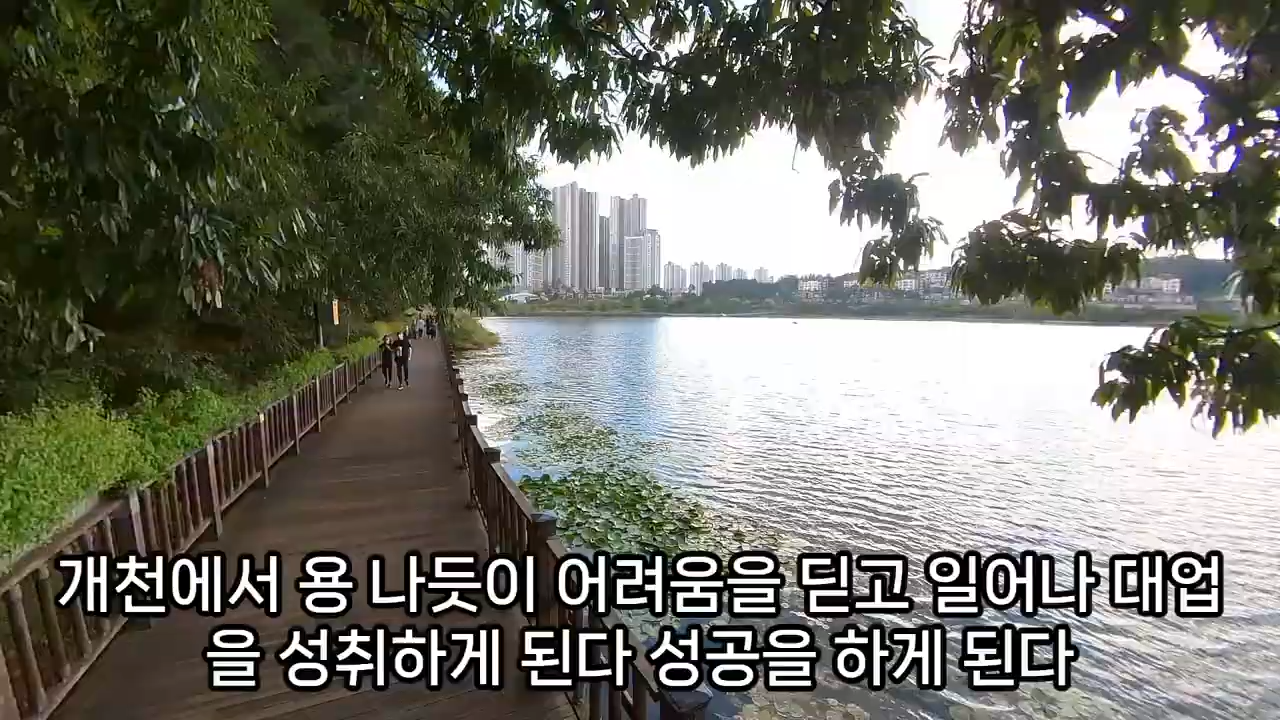 개천에서 용 나듯이 어려움을 딛고 일어나 대업
을 성취하게 된다 성공을 하게 된다